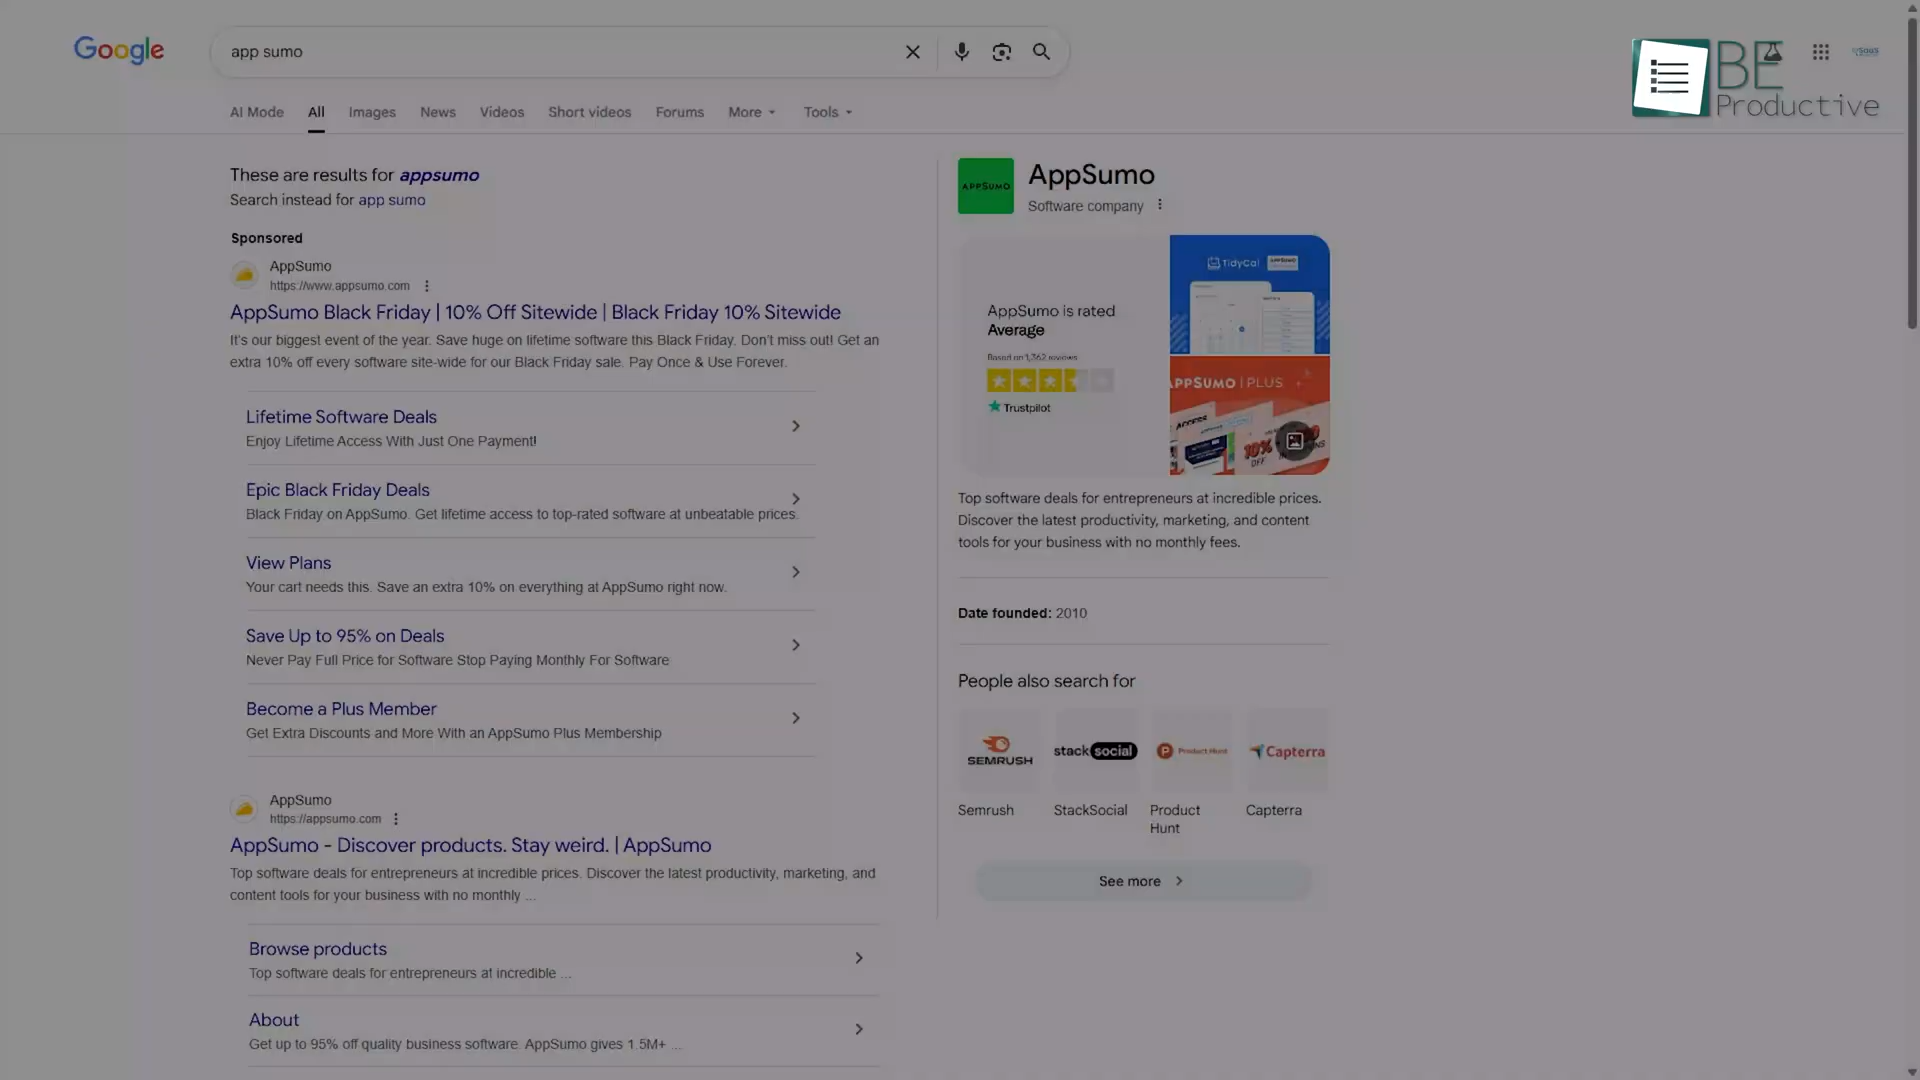 Google
app sumo
BE
Productive
AI Mode
All
Images
News
Videos
Short videos
Forums
More
Tools
These are results for appsumo
Search instead for app sumo
Sponsored
AppSumo
https://www.appsumo.com
AppSumo Black Friday | 10% Off Sitewide | Black Friday 10% Sitewide
It's our biggest event of the year. Save huge on lifetime software this Black Friday. Don't miss out! Get an
extra 10% off every software site-wide for our Black Friday sale. Pay Once & Use Forever.
Lifetime Software Deals
Enjoy Lifetime Access With Just One Payment!
Epic Black Friday Deals
Black Friday on AppSumo. Get lifetime access to top-rated software at unbeatable prices.
View Plans
Your cart needs this. Save an extra 10% on everything at AppSumo right now.
Save Up to 95% on Deals
Never Pay Full Price for Software Stop Paying Monthly For Software
Become a Plus Member
Get Extra Discounts and More With an AppSumo Plus Membership
AppSumo
https://appsumo.com
AppSumo - Discover products. Stay weird. | AppSumo
Top software deals for entrepreneurs at incredible prices. Discover the latest productivity, marketing, and
content tools for your business with no monthly ...
Browse products
Top software deals for entrepreneurs at incredible ...
About
Get up to 95% off quality business software. AppSumo gives 1.5M+ ...
APPSUMO
AppSumo
Software company
AppSumo is rated
Average
Based on 1,362 reviews
Trustpilot
TidyCal
APPSUMO
APPSUMO | PLUS
ACCESS
10%
OFF
Top software deals for entrepreneurs at incredible prices.
Discover the latest productivity, marketing, and content
tools for your business with no monthly fees.
Date founded: 2010
People also search for
SEMRUSH
stack social
Product Hunt
Capterra
Semrush
StackSocial
Product
Hunt
Capterra
See more